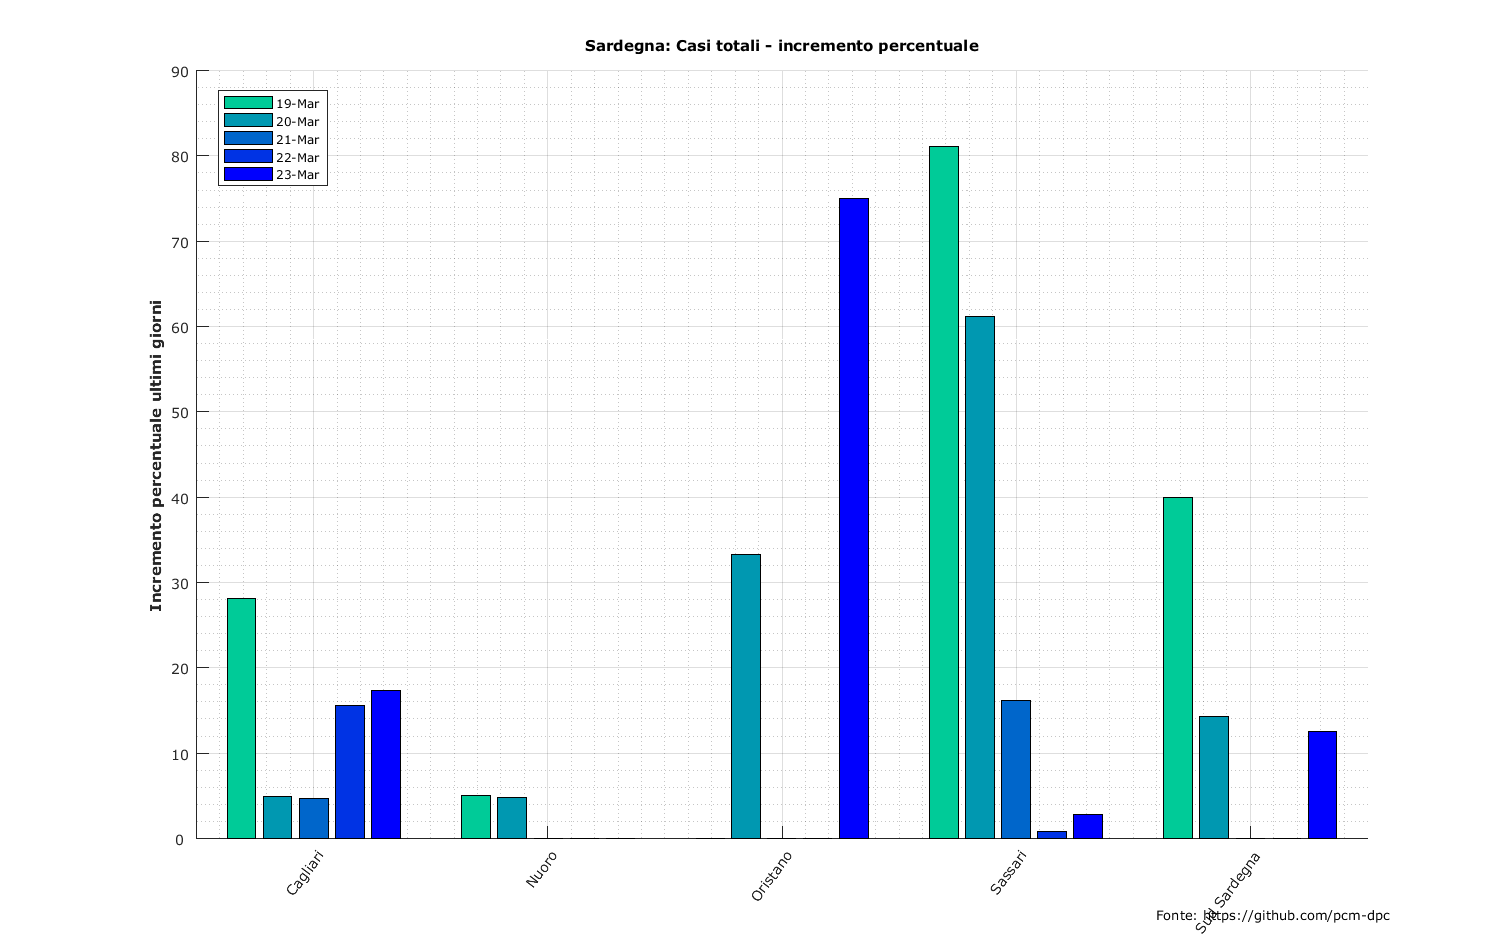 Sardegna: Casi totali - incremento percentuale
Incremento percentuale ultimi giorni
90
80
70
60
50
40
30
20
10
0
19-Mar
20-Mar
21-Mar
22-Mar
23-Mar
Cagliari
Nuoro
Oristano
Sassari
Sud Sardegna
Fonte: https://github.com/pcm-dpc